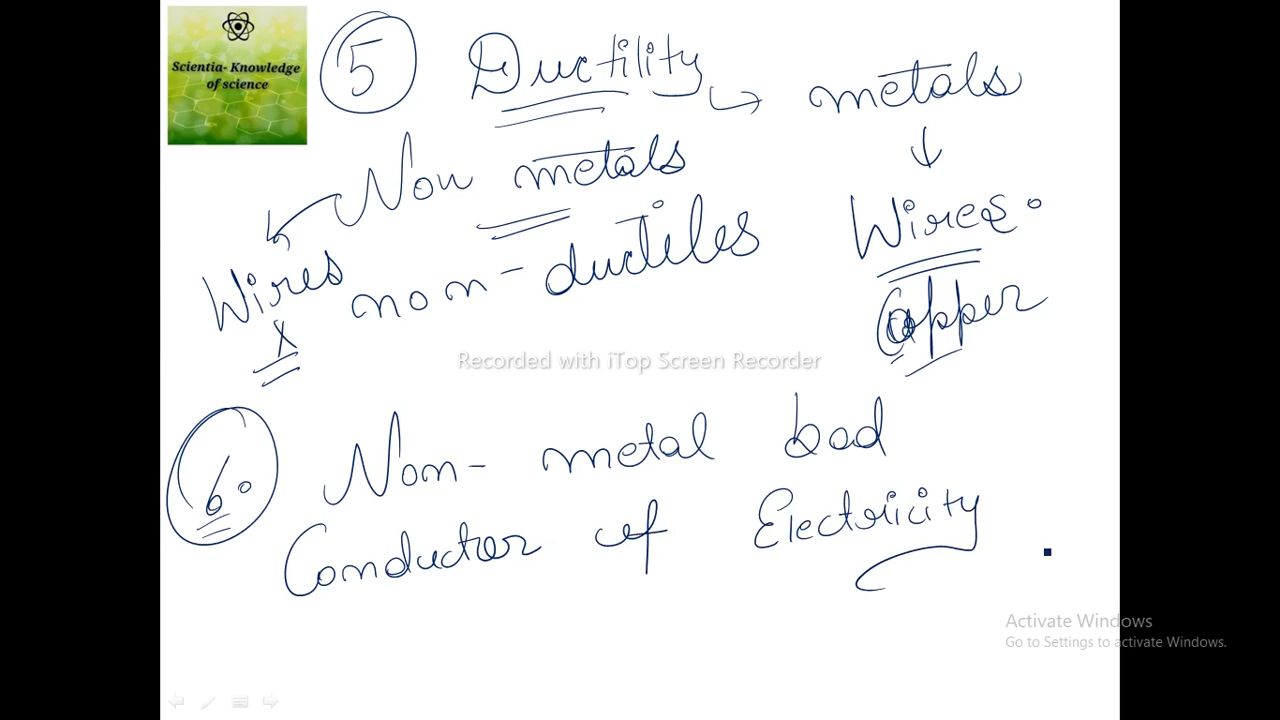 Scientia- Knowledge
of science
5 Ductility → metals
Non metals
Wires.
Wires non-ductiles
X
Copper
Recorded with iTop Screen Recorder
6. Non-metal bad
Conductor of Electricity
Activate Windows
Go to Settings to activate Windows.